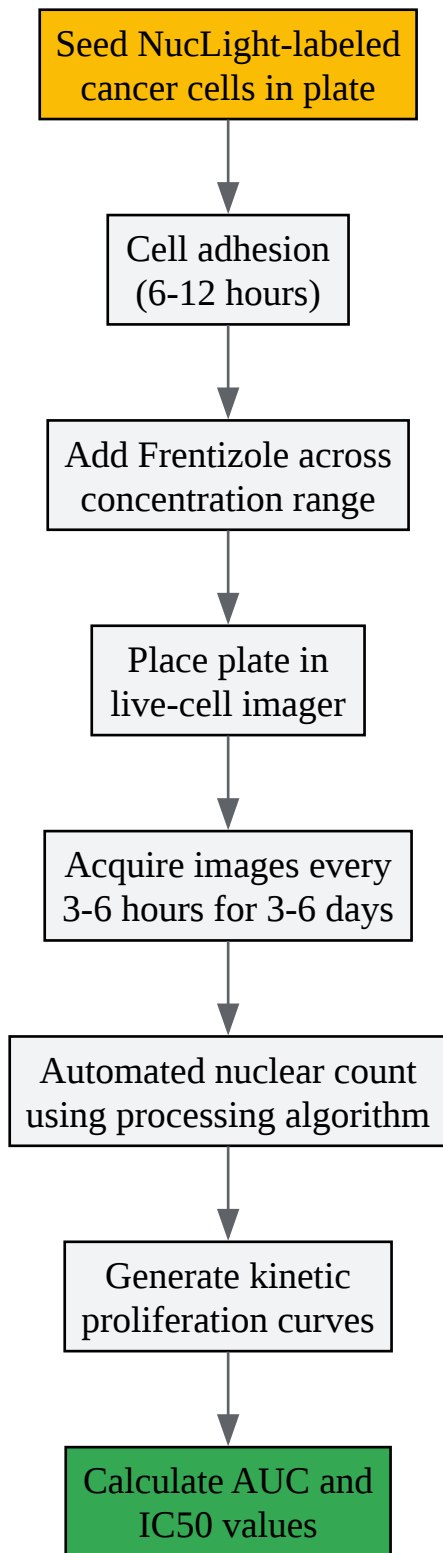 Seed NucLight-labeled
cancer cells in plate
Cell adhesion
(6-12 hours)
Add Frentizole across
concentration range
Place plate in
live-cell imager
Acquire images every
3-6 hours for 3-6 days
Automated nuclear count
using processing algorithm
Generate kinetic
proliferation curves
Calculate AUC and
IC50 values